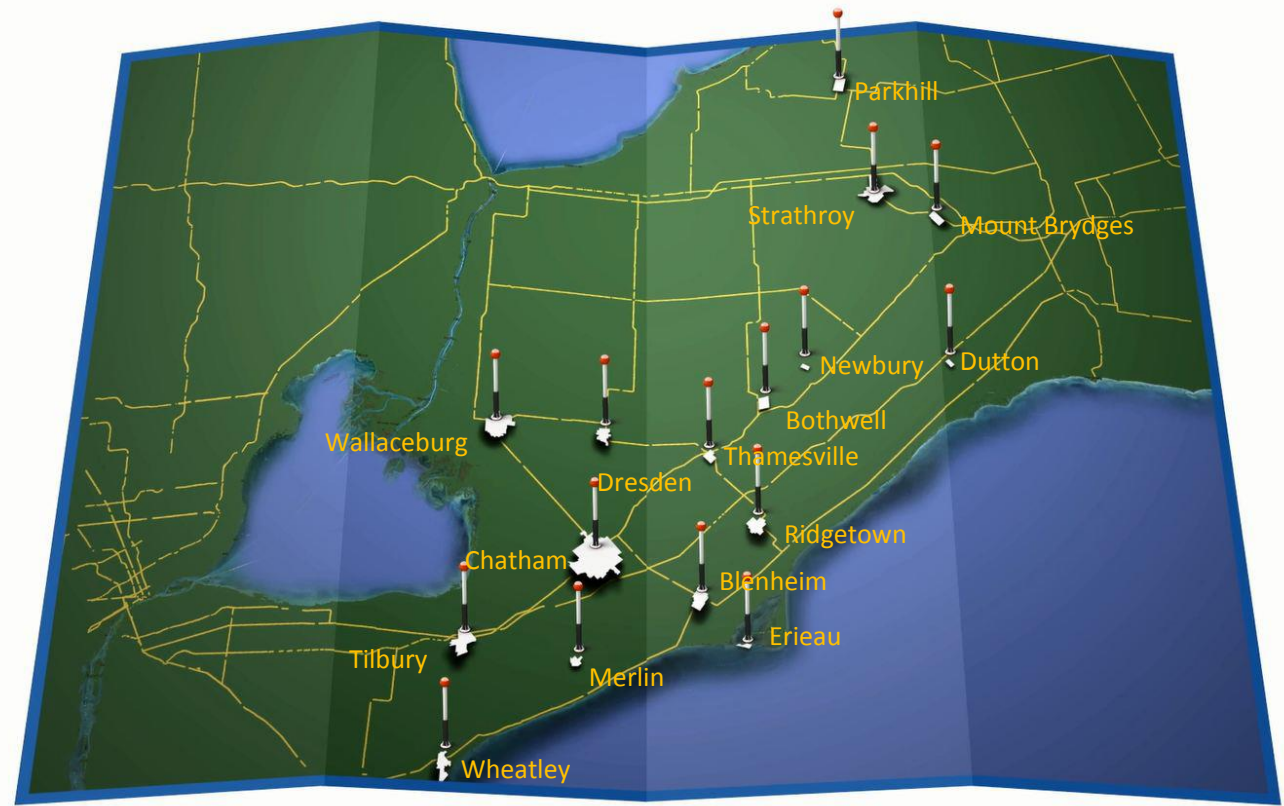 Parkhill
Strathroy
Mount Brydges
Newbury
Dutton
Bothwell
Wallaceburg
Thamesville
Dresden
Ridgetown
Chatham
Blenheim
Erieau
Tilbury
Merlin
Wheatley